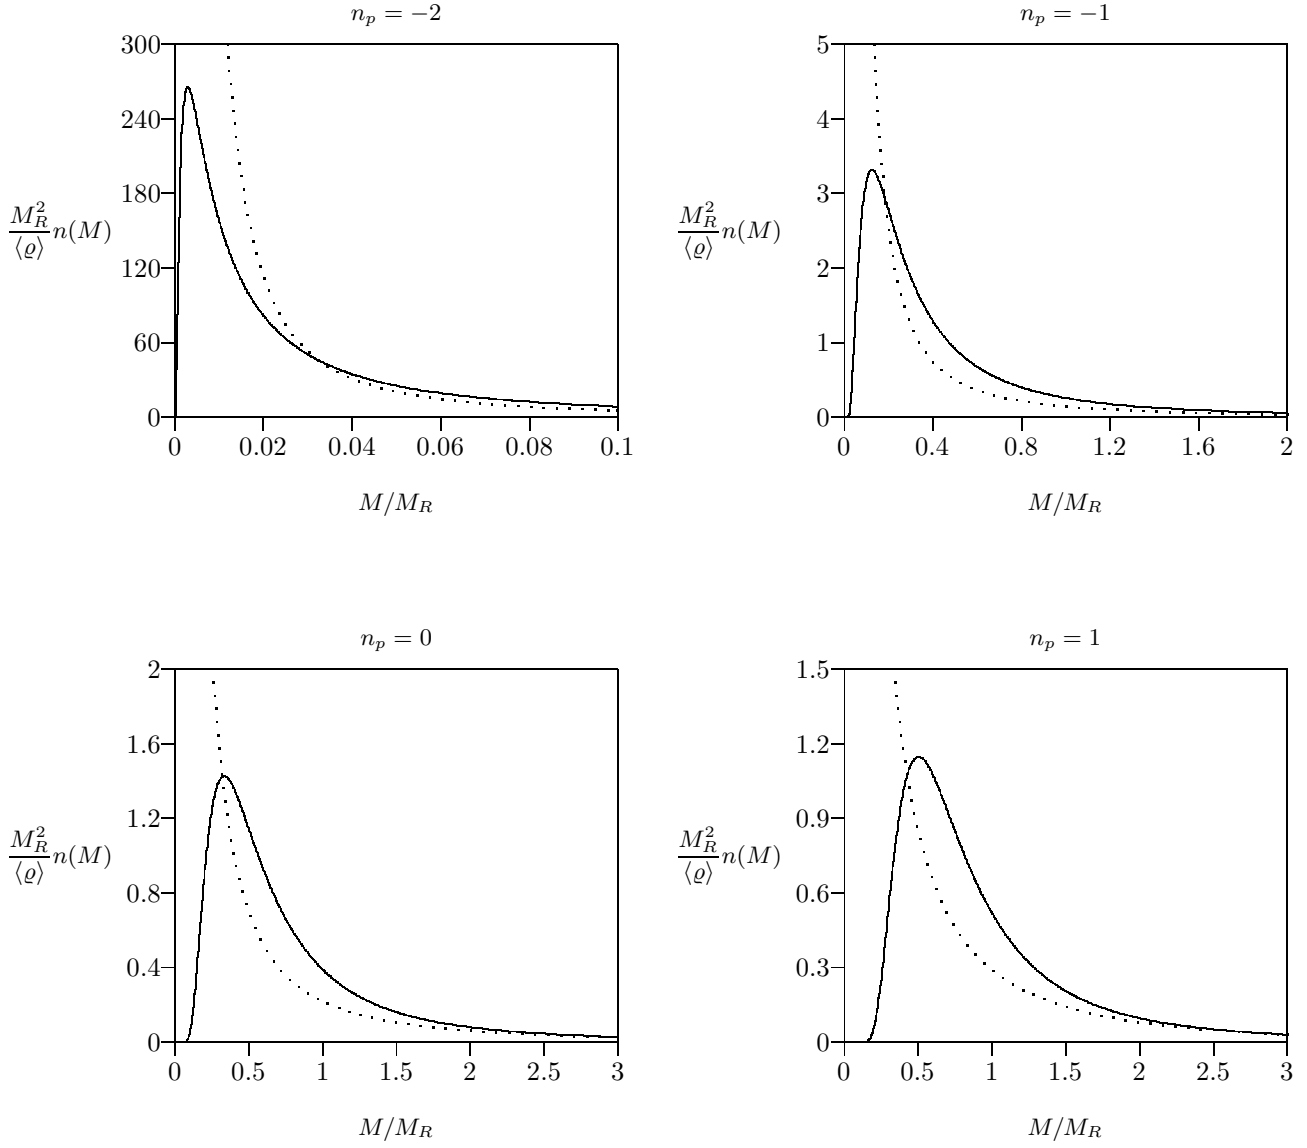 n_p = −2
300
240
180
120
60
0
M_R^2/⟨ϱ⟩ n(M)
0 0.02 0.04 0.06 0.08 0.1
M/M_R
n_p = −1
5
4
3
2
1
0
M_R^2/⟨ϱ⟩ n(M)
0 0.4 0.8 1.2 1.6 2
M/M_R
n_p = 0
2
1.6
1.2
0.8
0.4
0
M_R^2/⟨ϱ⟩ n(M)
0 0.5 1 1.5 2 2.5 3
M/M_R
n_p = 1
1.5
1.2
0.9
0.6
0.3
0
M_R^2/⟨ϱ⟩ n(M)
0 0.5 1 1.5 2 2.5 3
M/M_R